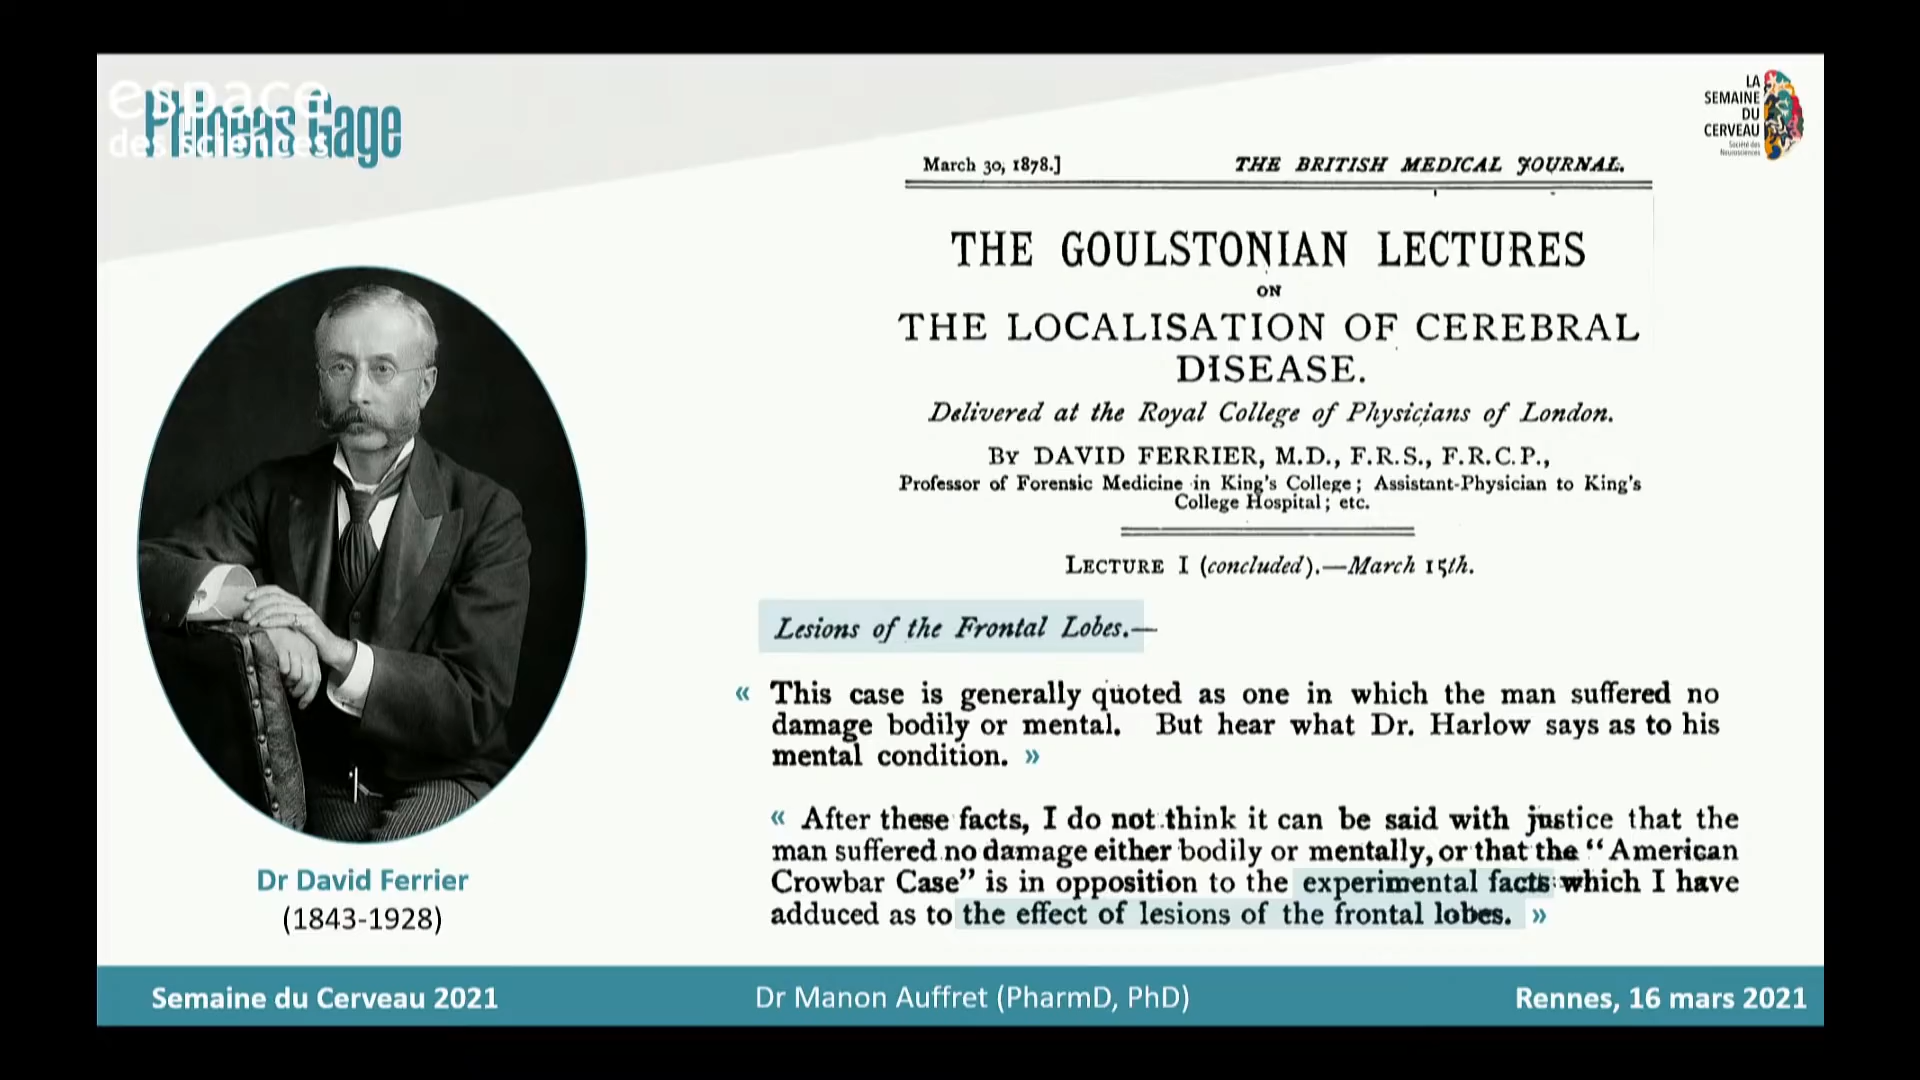 espace
des sciences
Phineas Gage
LA
SEMAINE
DU
CERVEAU
Société des
Neurosciences
March 30, 1878.] THE BRITISH MEDICAL JOURNAL.
THE GOULSTONIAN LECTURES
ON
THE LOCALISATION OF CEREBRAL
DISEASE.
Delivered at the Royal College of Physicians of London.
BY DAVID FERRIER, M.D., F.R.S., F.R.C.P.,
Professor of Forensic Medicine in King's College; Assistant-Physician to King's
College Hospital; etc.
LECTURE I (concluded).—March 15th.
Lesions of the Frontal Lobes.—
« This case is generally quoted as one in which the man suffered no
damage bodily or mental. But hear what Dr. Harlow says as to his
mental condition. »
« After these facts, I do not think it can be said with justice that the
man suffered no damage either bodily or mentally, or that the “American
Crowbar Case” is in opposition to the experimental facts which I have
adduced as to the effect of lesions of the frontal lobes. »
Dr David Ferrier
(1843-1928)
Semaine du Cerveau 2021 Dr Manon Auffret (PharmD, PhD) Rennes, 16 mars 2021